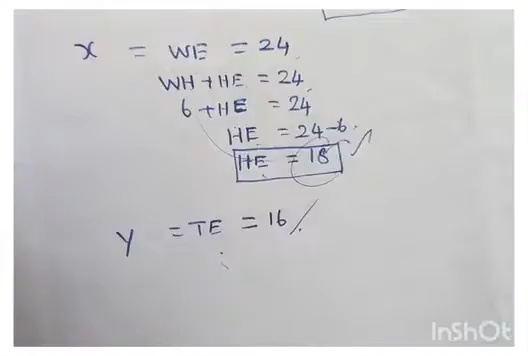 x = WE = 24
WH + HE = 24
6 + HE = 24
HE = 24 - 6
HE = 18
y = TE = 16
InShOt